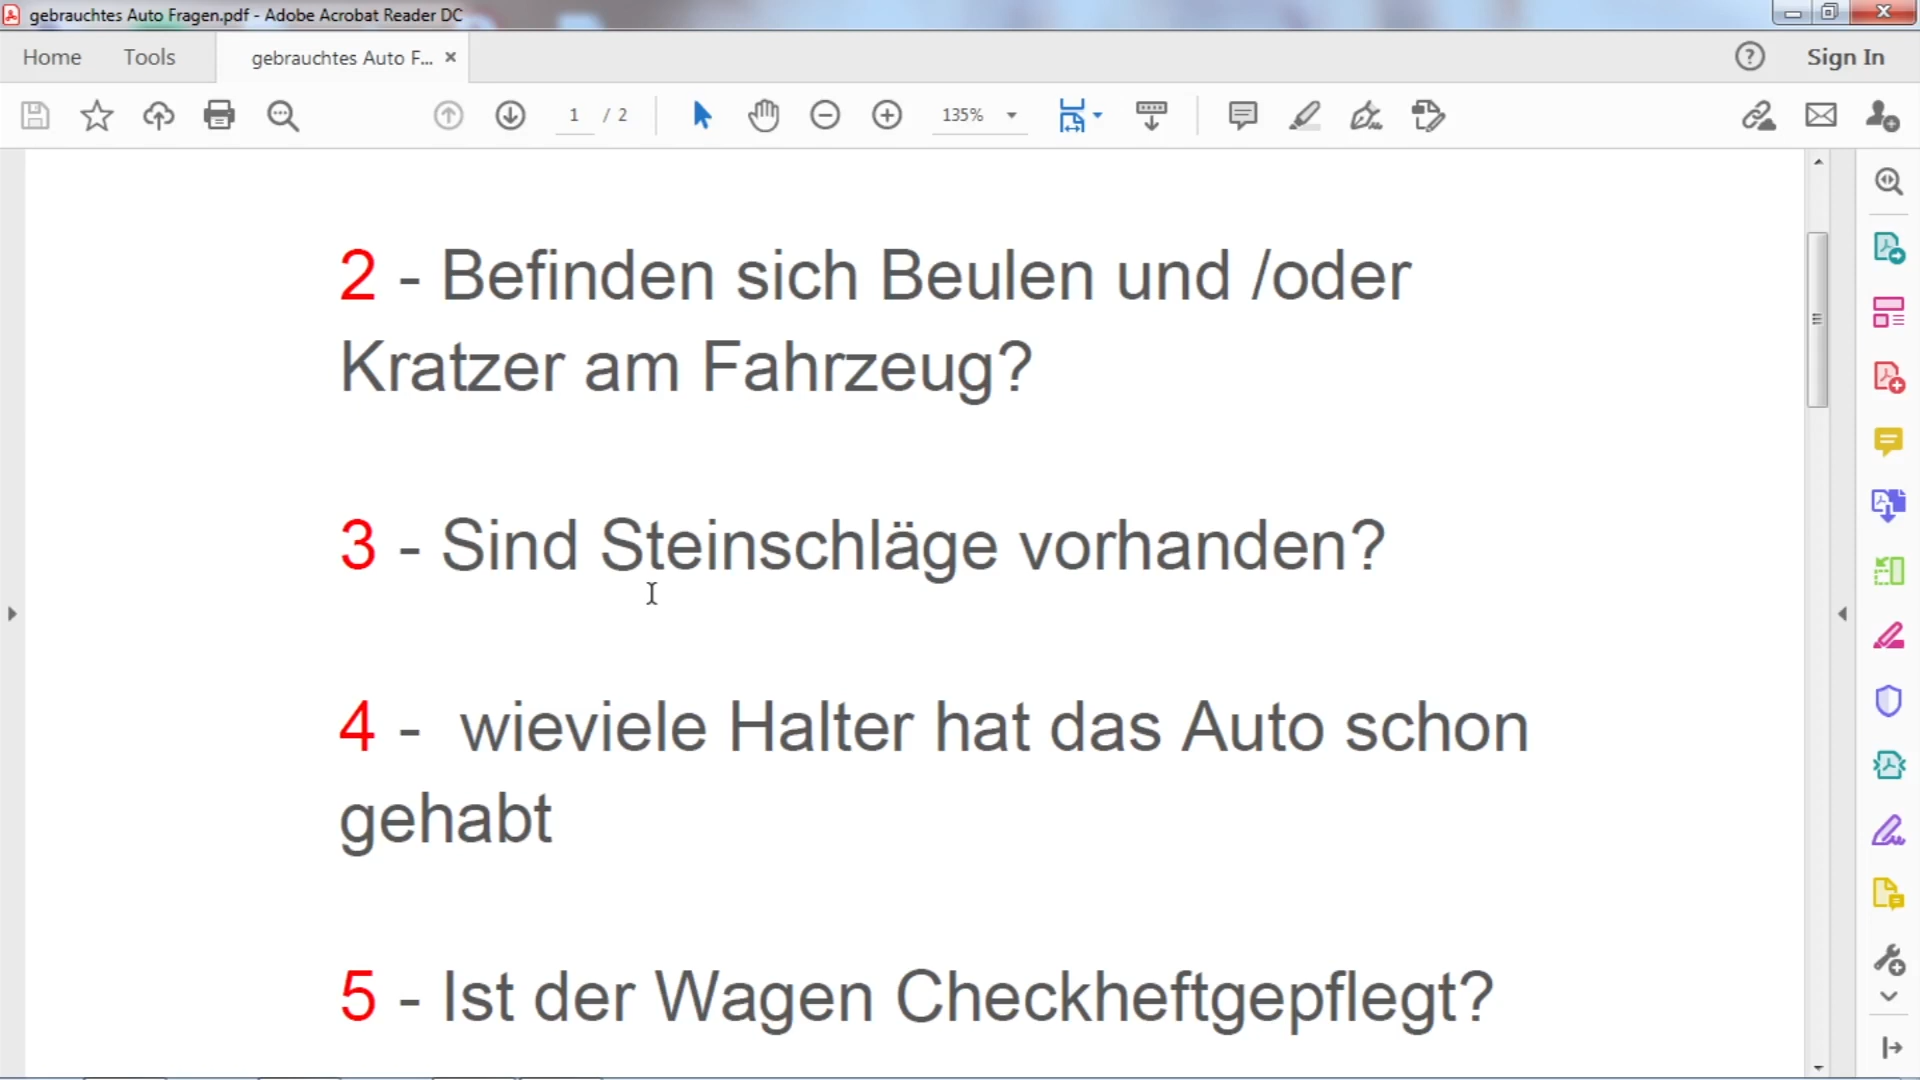 gebrauchtes Auto Fragen.pdf - Adobe Acrobat Reader DC
Home Tools gebrauchtes Auto F... Sign In
1 / 2 135%
2 - Befinden sich Beulen und /oder
Kratzer am Fahrzeug?
3 - Sind Steinschläge vorhanden?
4 - wieviele Halter hat das Auto schon
gehabt
5 - Ist der Wagen Checkheftgepflegt?